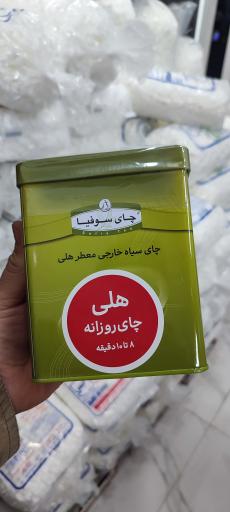 چای سوفیا
چای سیاه خارجی معطر هلی
هلی
چای روزانه
۸ تا ۱۰ دقیقه